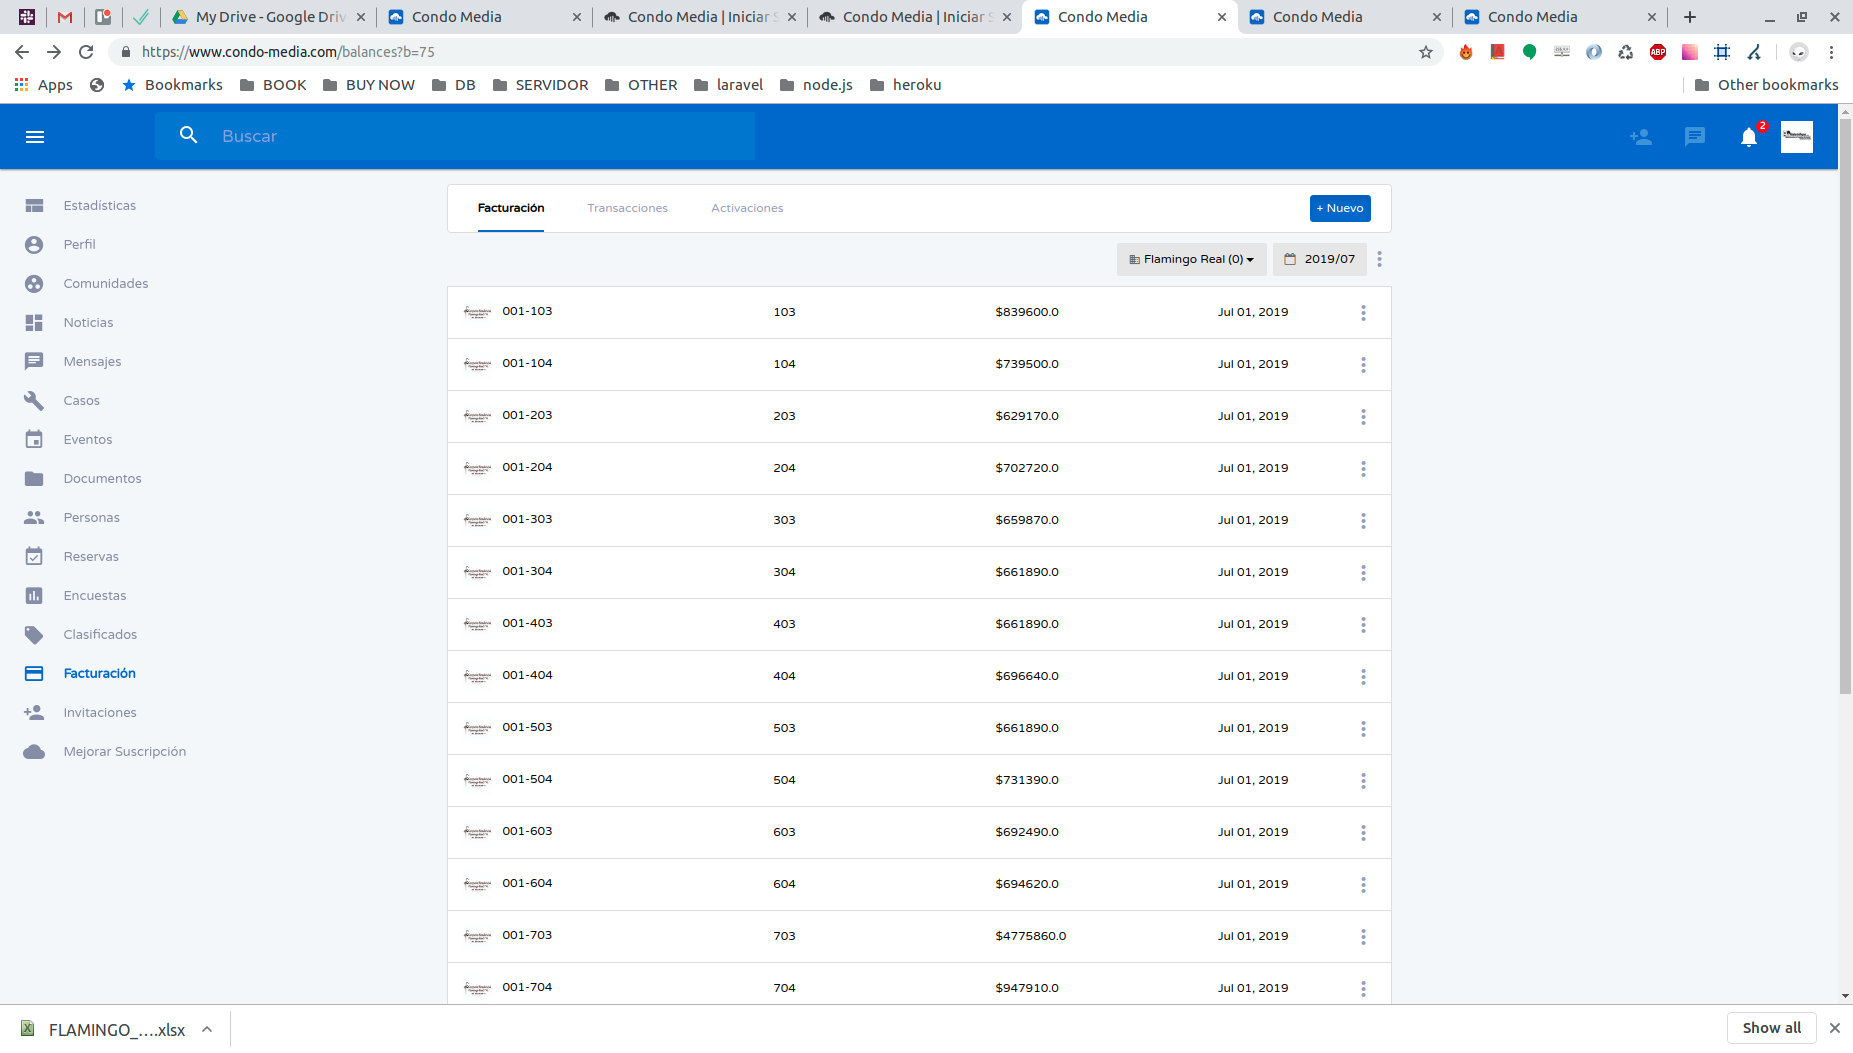 My Drive - Google Driv
Condo Media
Condo Media | Iniciar S
Condo Media | Iniciar S
Condo Media
Condo Media
Condo Media
https://www.condo-media.com/balances?b=75
ABP
Apps
Bookmarks
BOOK
BUY NOW
DB
SERVIDOR
OTHER
laravel
node.js
heroku
Other bookmarks
Buscar
2
Estadísticas
Perfil
Comunidades
Noticias
Mensajes
Casos
Eventos
Documentos
Personas
Reservas
Encuestas
Clasificados
Facturación
Invitaciones
Mejorar Suscripción
Facturación Transacciones Activaciones + Nuevo
Flamingo Real (0) 2019/07
001-103 103 $839600.0 Jul 01, 2019
001-104 104 $739500.0 Jul 01, 2019
001-203 203 $629170.0 Jul 01, 2019
001-204 204 $702720.0 Jul 01, 2019
001-303 303 $659870.0 Jul 01, 2019
001-304 304 $661890.0 Jul 01, 2019
001-403 403 $661890.0 Jul 01, 2019
001-404 404 $696640.0 Jul 01, 2019
001-503 503 $661890.0 Jul 01, 2019
001-504 504 $731390.0 Jul 01, 2019
001-603 603 $692490.0 Jul 01, 2019
001-604 604 $694620.0 Jul 01, 2019
001-703 703 $4775860.0 Jul 01, 2019
001-704 704 $947910.0 Jul 01, 2019
FLAMINGO_....xlsx
Show all